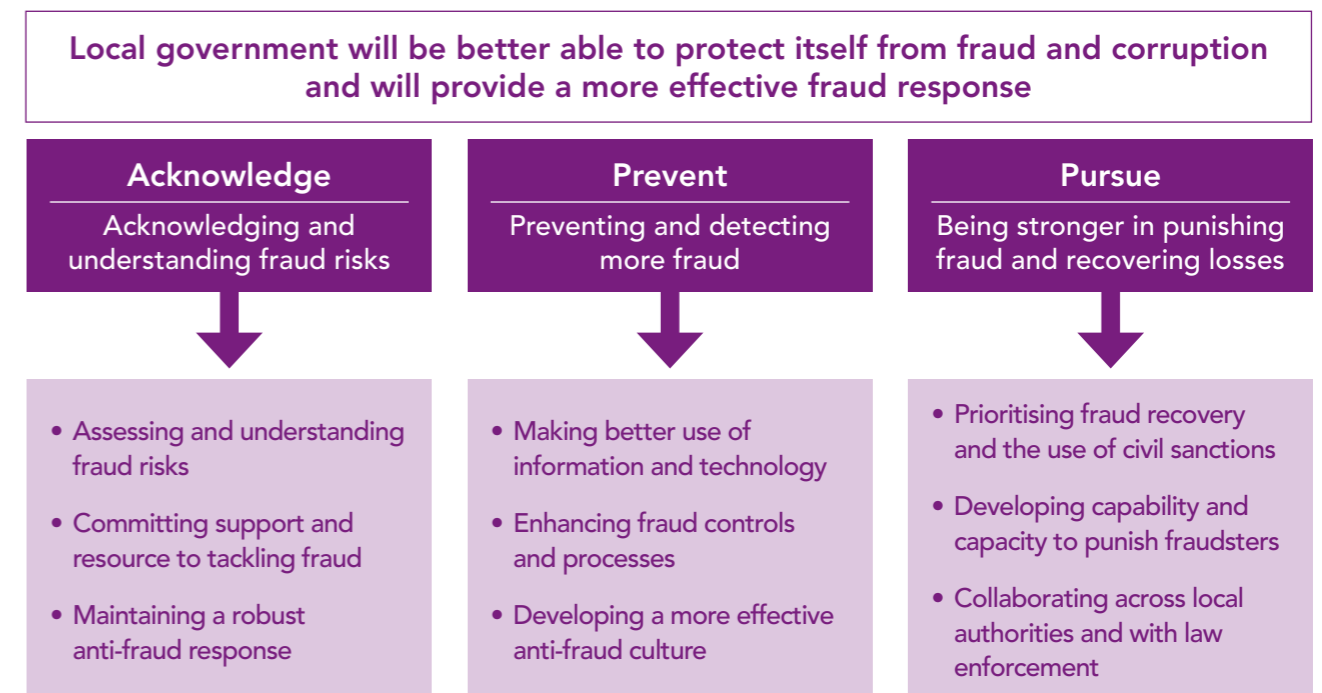 Local government will be better able to protect itself from fraud and corruption
and will provide a more effective fraud response
Acknowledge
Acknowledging and
understanding fraud risks
• Assessing and understanding
fraud risks
• Committing support and
resource to tackling fraud
• Maintaining a robust
anti-fraud response
Prevent
Preventing and detecting
more fraud
• Making better use of
information and technology
• Enhancing fraud controls
and processes
• Developing a more effective
anti-fraud culture
Pursue
Being stronger in punishing
fraud and recovering losses
• Prioritising fraud recovery
and the use of civil sanctions
• Developing capability and
capacity to punish fraudsters
• Collaborating across local
authorities and with law
enforcement